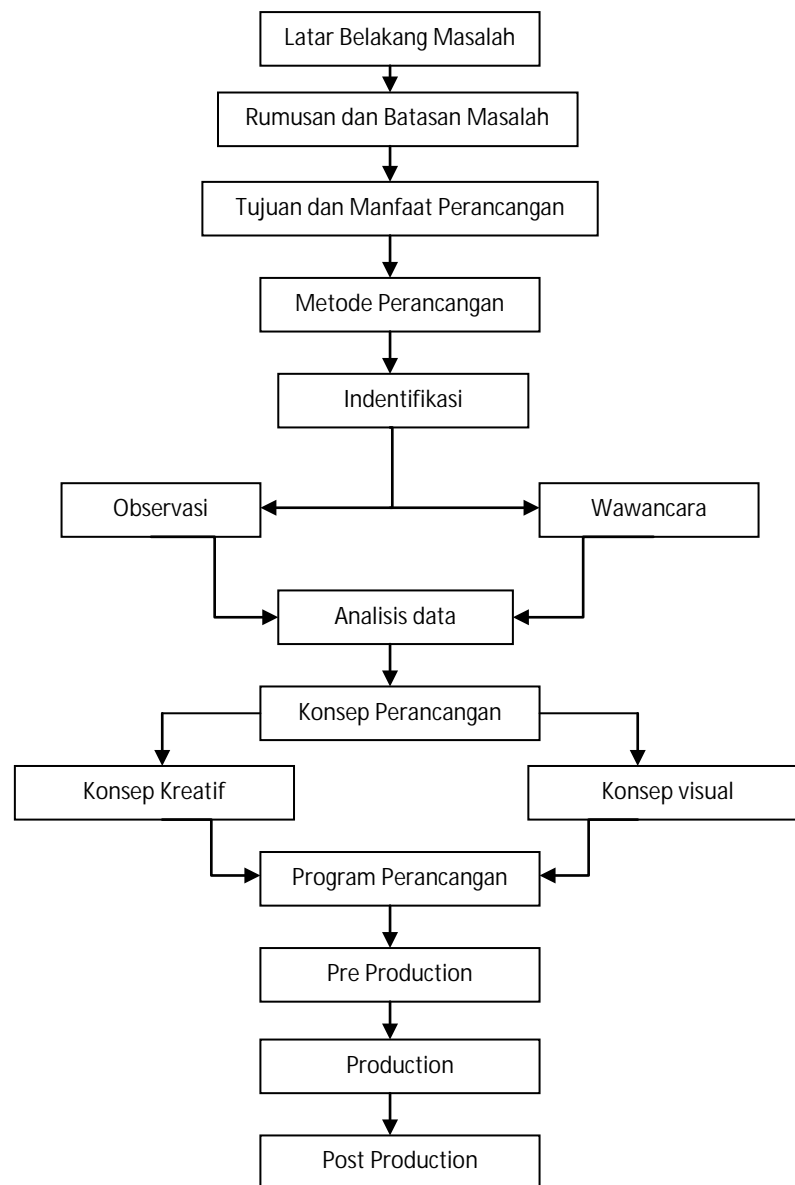 Latar Belakang Masalah
Rumusan dan Batasan Masalah
Tujuan dan Manfaat Perancangan
Metode Perancangan
Indentifikasi
Observasi
Wawancara
Analisis data
Konsep Perancangan
Konsep Kreatif
Konsep visual
Program Perancangan
Pre Production
Production
Post Production